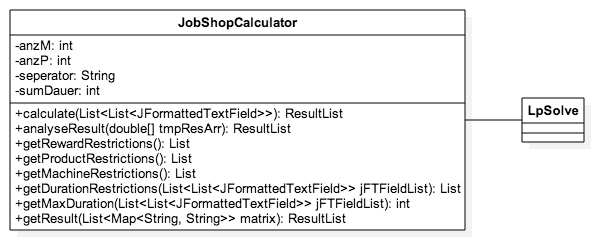 JobShopCalculator
-anzM: int
-anzP: int
-seperator: String
-sumDauer: int
+calculate(List<List<JFormattedTextField>>): ResultList
+analyseResult(double[] tmpResArr): ResultList
+getRewardRestrictions(): List
+getProductRestrictions(): List
+getMachineRestrictions(): List
+getDurationRestrictions(List<List<JFormattedTextField>> jFTFieldList): List
+getMaxDuration(List<List<JFormattedTextField>> jFTFieldList): int
+getResult(List<Map<String, String>> matrix): ResultList
LpSolve